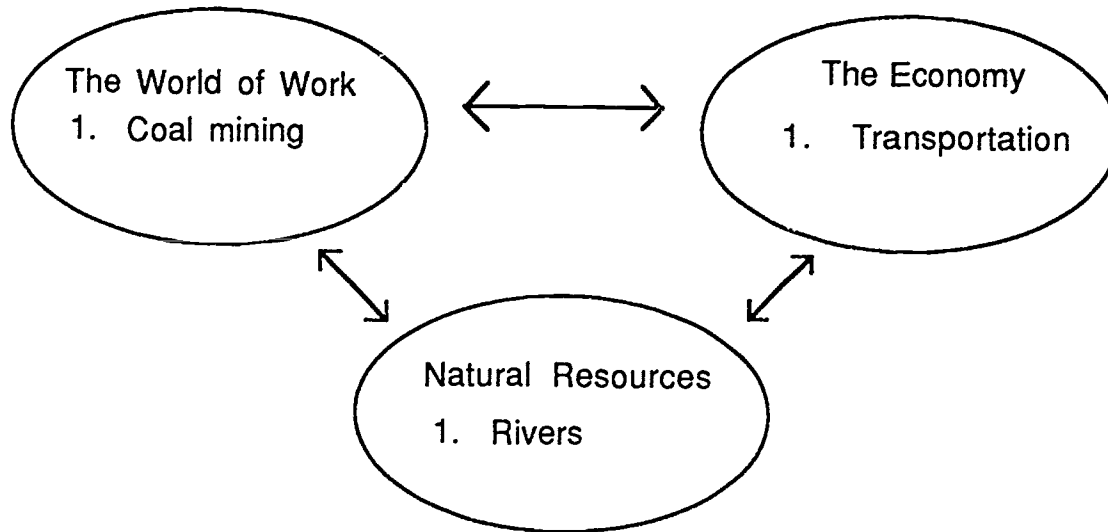 The World of Work
1. Coal mining
The Economy
1. Transportation
Natural Resources
1. Rivers